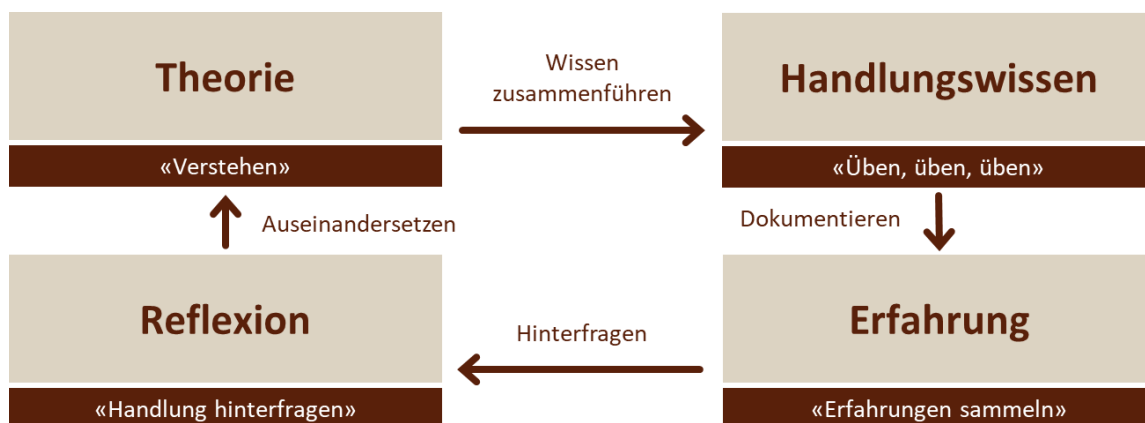 Theorie
«Verstehen»
Wissen
zusammenführen
Handlungswissen
«Üben, üben, üben»
Auseinandersetzen
Dokumentieren
Reflexion
«Handlung hinterfragen»
Hinterfragen
Erfahrung
«Erfahrungen sammeln»